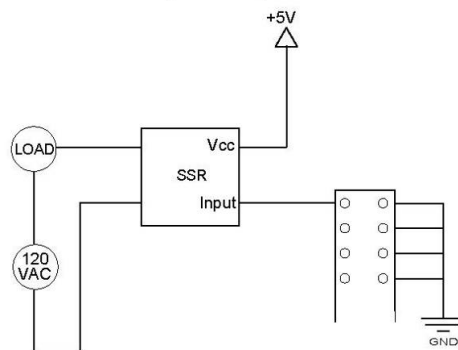 +5V
LOAD
Vcc
SSR
Input
120
VAC
GND